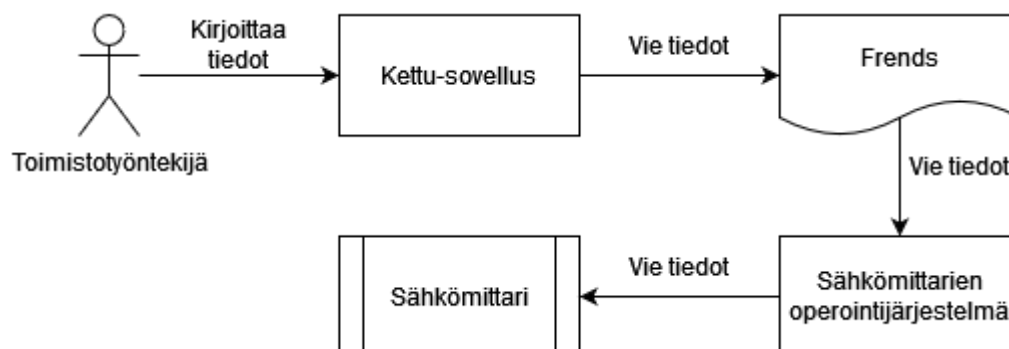 Kirjoittaa
tiedot
Vie tiedot
Kettu-sovellus
Frends
Toimistotyöntekijä
Vie tiedot
Vie tiedot
Sähkömittari
Sähkömittarien
operointijärjestelmä